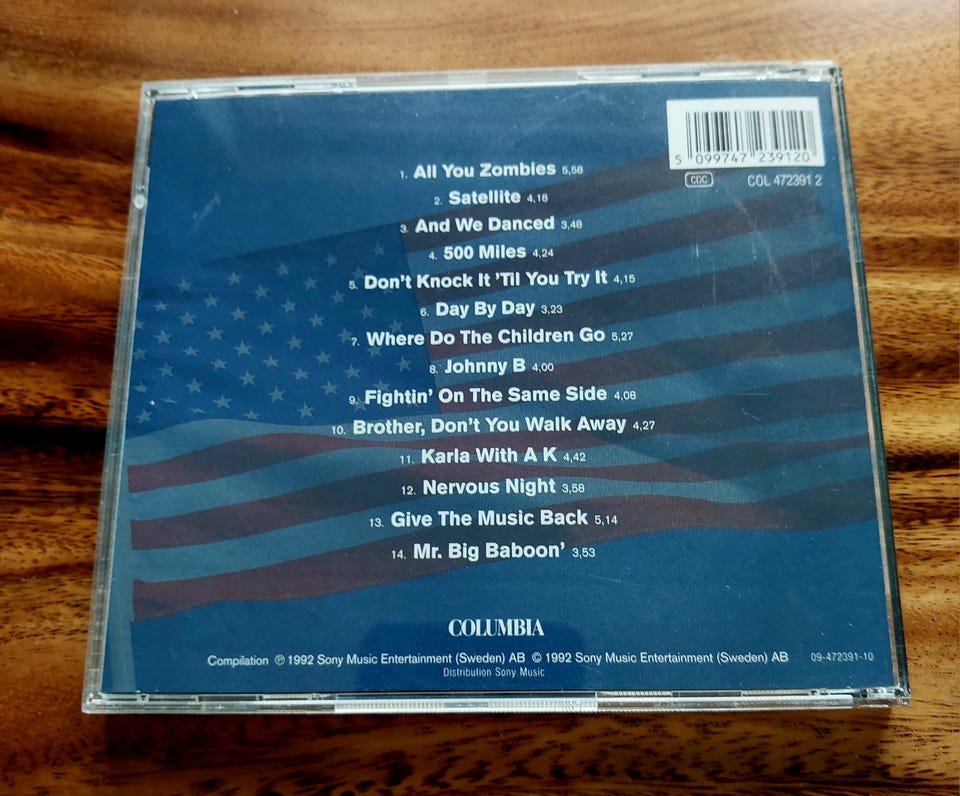 5 099747 239120
CDC COL 472391 2
1. All You Zombies 5,58
2. Satellite 4,18
3. And We Danced 3,48
4. 500 Miles 4,24
5. Don't Knock It 'Til You Try It 4,15
6. Day By Day 3,23
7. Where Do The Children Go 5,27
8. Johnny B 4,00
9. Fightin' On The Same Side 4,08
10. Brother, Don't You Walk Away 4,27
11. Karla With A K 4,42
12. Nervous Night 3,58
13. Give The Music Back 5,14
14. Mr. Big Baboon' 3,53
COLUMBIA
Compilation ℗ 1992 Sony Music Entertainment (Sweden) AB © 1992 Sony Music Entertainment (Sweden) AB 09-472391-10
Distribution Sony Music